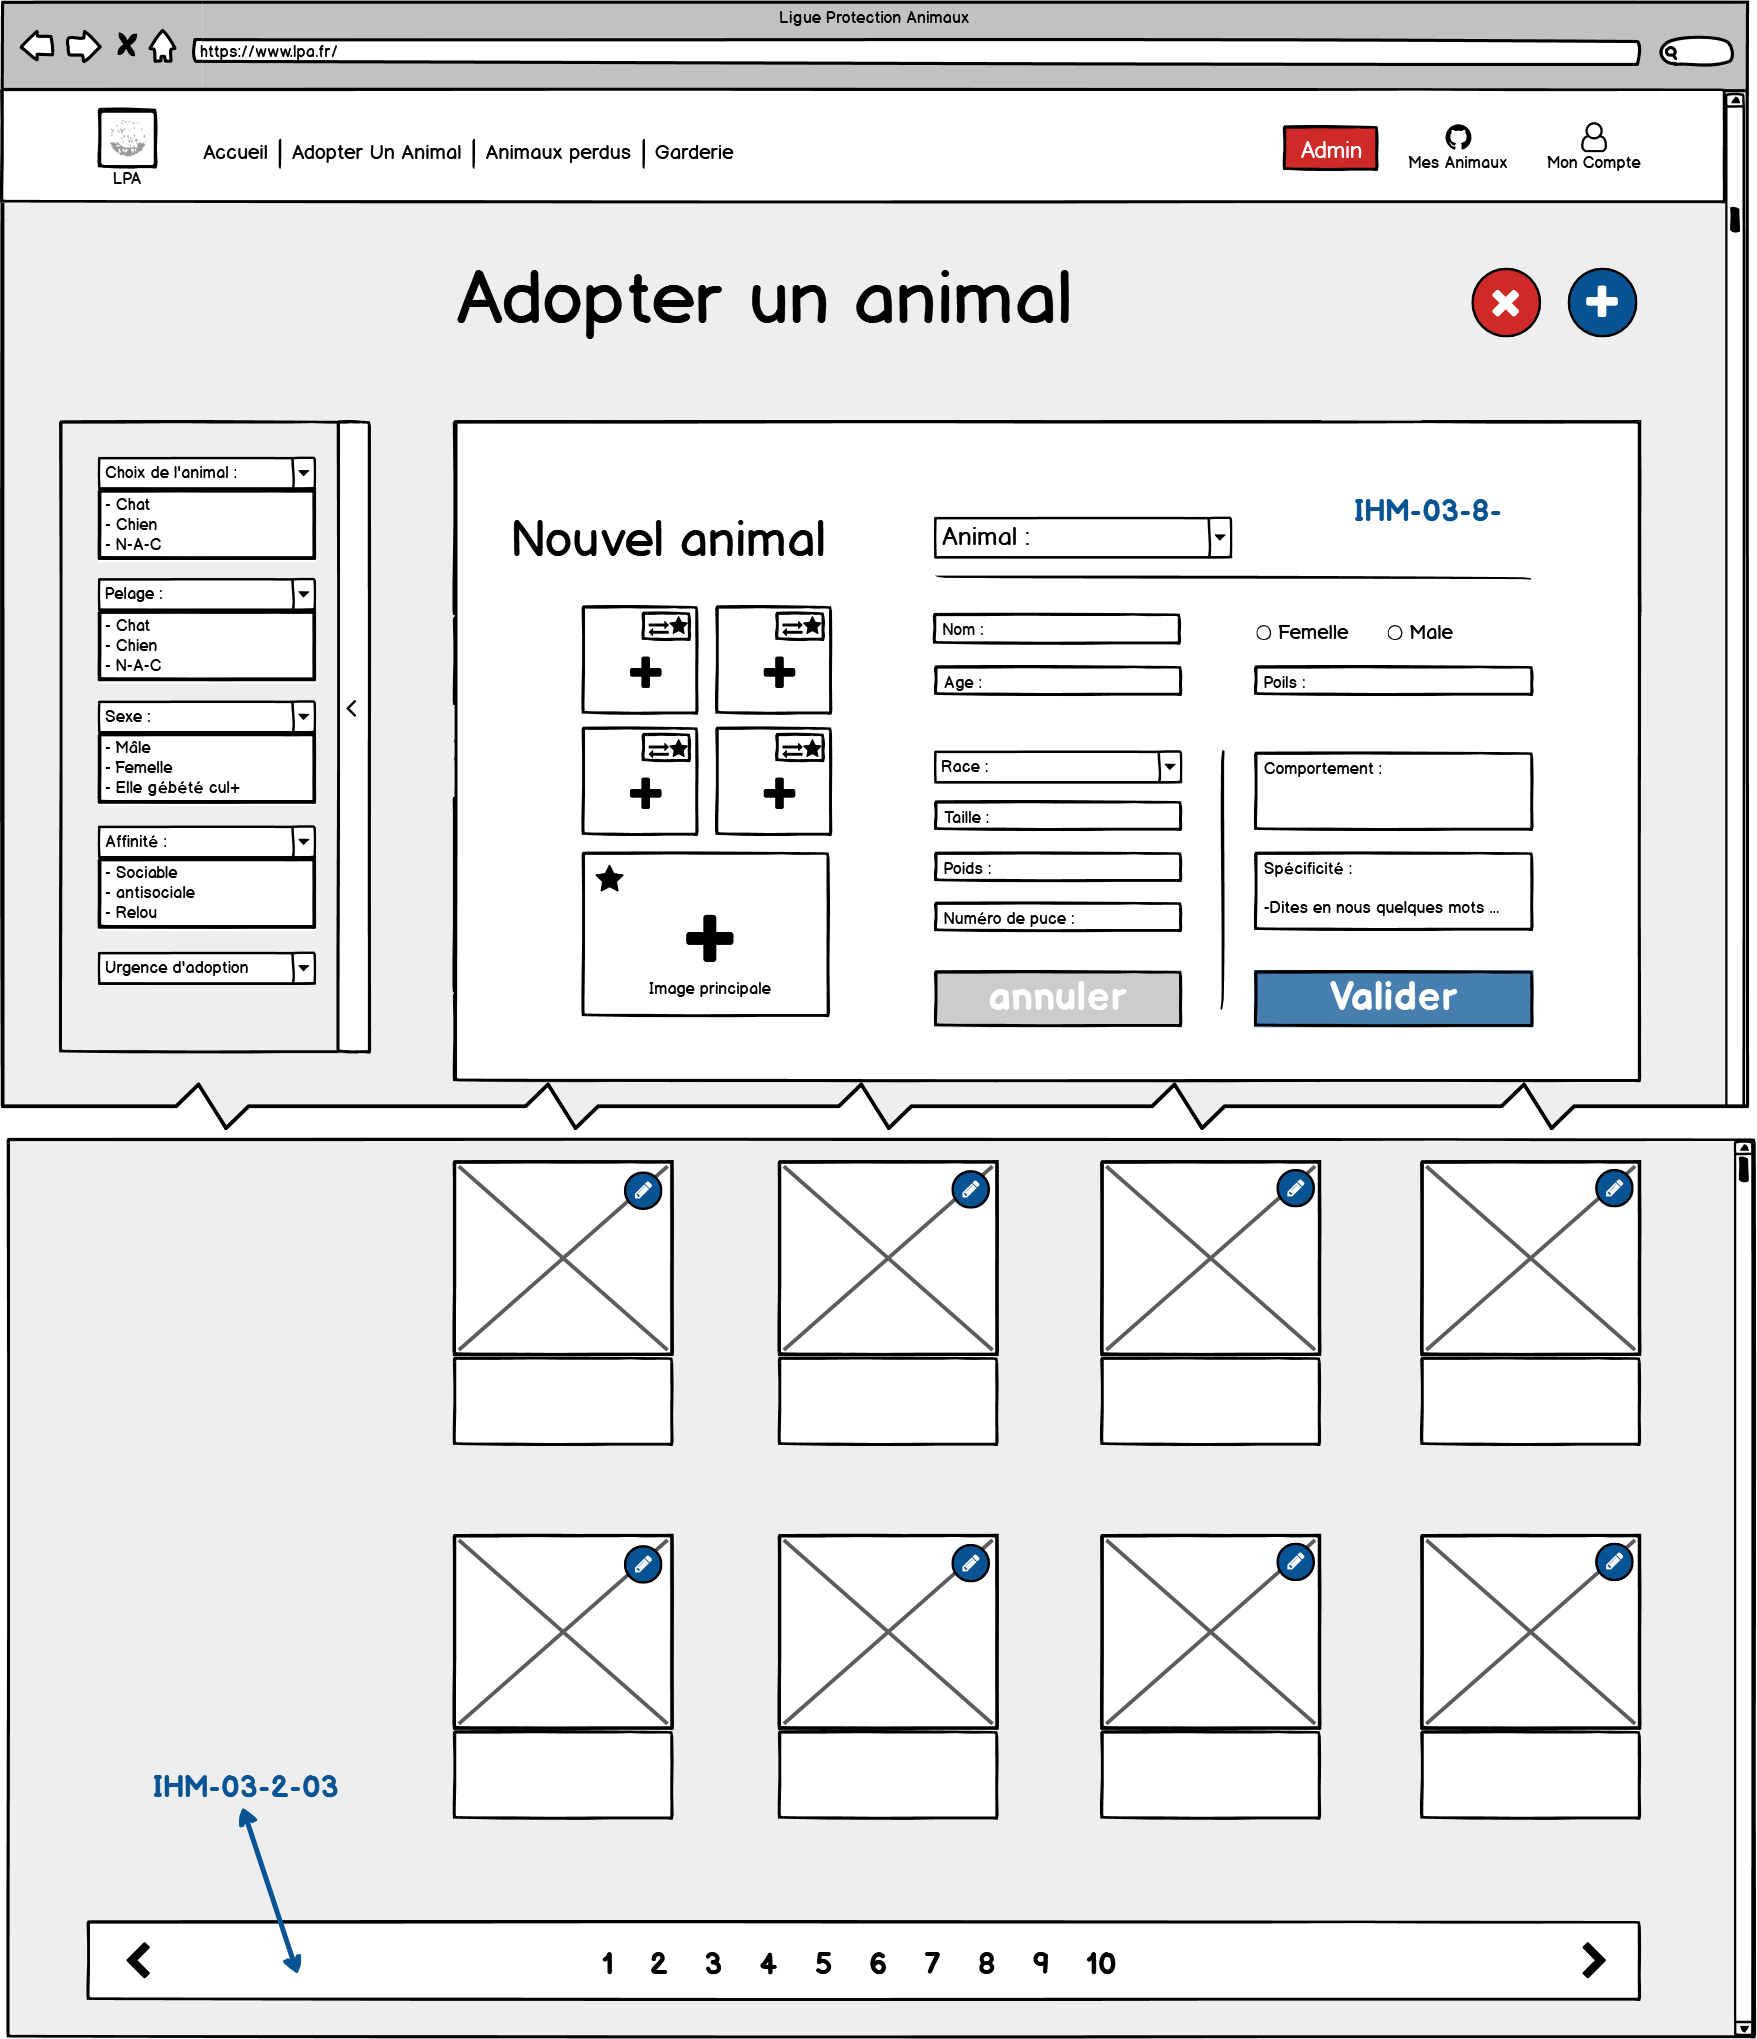 Ligue Protection Animaux
https://www.lpa.fr/
LPA
Accueil
Adopter Un Animal
Animaux perdus
Garderie
Admin
Mes Animaux
Mon Compte
Adopter un animal
Choix de l'animal :
- Chat
- Chien
- N-A-C
Pelage :
- Chat
- Chien
- N-A-C
Sexe :
- Mâle
- Femelle
- Elle gébété cul+
Affinité :
- Sociable
- antisociale
- Relou
Urgence d'adoption
Nouvel animal
Image principale
Animal :
IHM-03-8-
Nom :
Femelle
Male
Age :
Poils :
Race :
Taille :
Poids :
Numéro de puce :
Comportement :
Spécificité :
-Dites en nous quelques mots ...
annuler
Valider
IHM-03-2-03
1 2 3 4 5 6 7 8 9 10